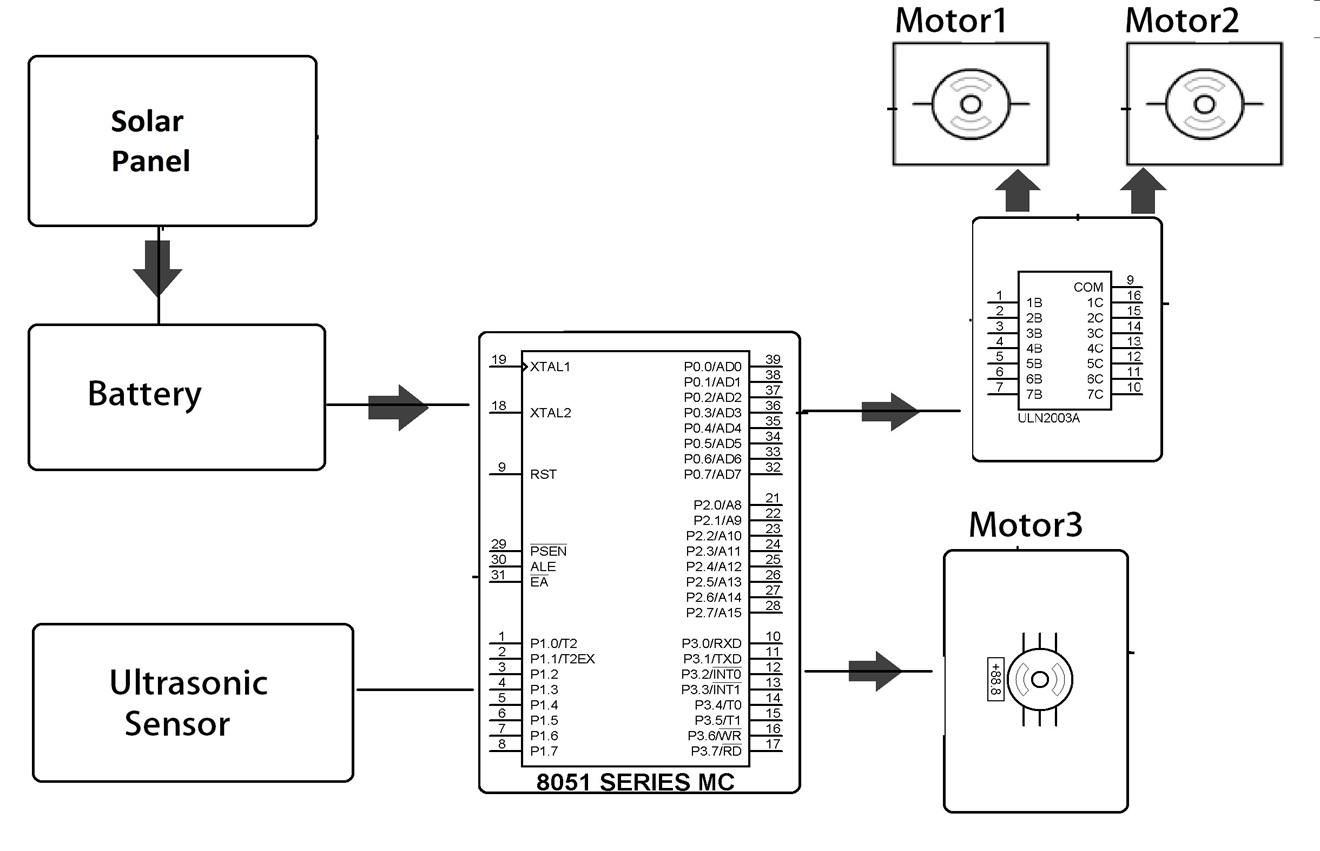 Motor1
Motor2
Solar
Panel
Battery
Ultrasonic
Sensor
19 XTAL1 P0.0/AD0 39
P0.1/AD1 38
P0.2/AD2 37
18 XTAL2 P0.3/AD3 36
P0.4/AD4 35
P0.5/AD5 34
P0.6/AD6 33
9 RST P0.7/AD7 32
P2.0/A8 21
P2.1/A9 22
P2.2/A10 23
29 PSEN P2.3/A11 24
30 ALE P2.4/A12 25
31 EA P2.5/A13 26
P2.6/A14 27
P2.7/A15 28
1 P1.0/T2 P3.0/RXD 10
2 P1.1/T2EX P3.1/TXD 11
3 P1.2 P3.2/INT0 12
4 P1.3 P3.3/INT1 13
5 P1.4 P3.4/T0 14
6 P1.5 P3.5/T1 15
7 P1.6 P3.6/WR 16
8 P1.7 P3.7/RD 17
8051 SERIES MC
COM 9
1 1B 1C 16
2 2B 2C 15
3 3B 3C 14
4 4B 4C 13
5 5B 5C 12
6 6B 6C 11
7 7B 7C 10
ULN2003A
Motor3
+88.8